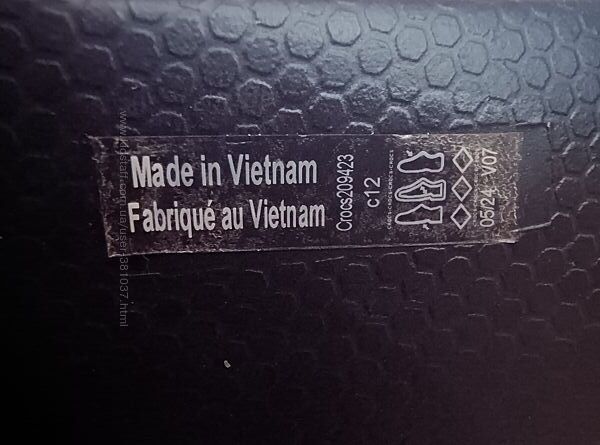 Made in Vietnam
Fabriqué au Vietnam
Crocs209423
c12
05/24 V07